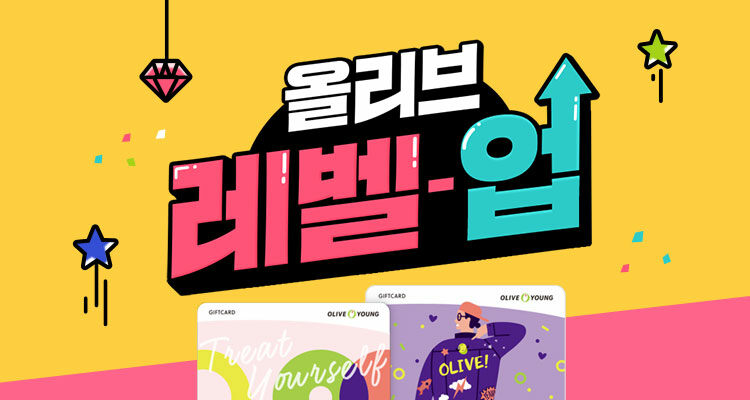 올리브
레벨-업
GIFTCARD
OLIVE YOUNG
Treat
Yourself
GIFTCARD
OLIVE YOUNG
OLIVE!